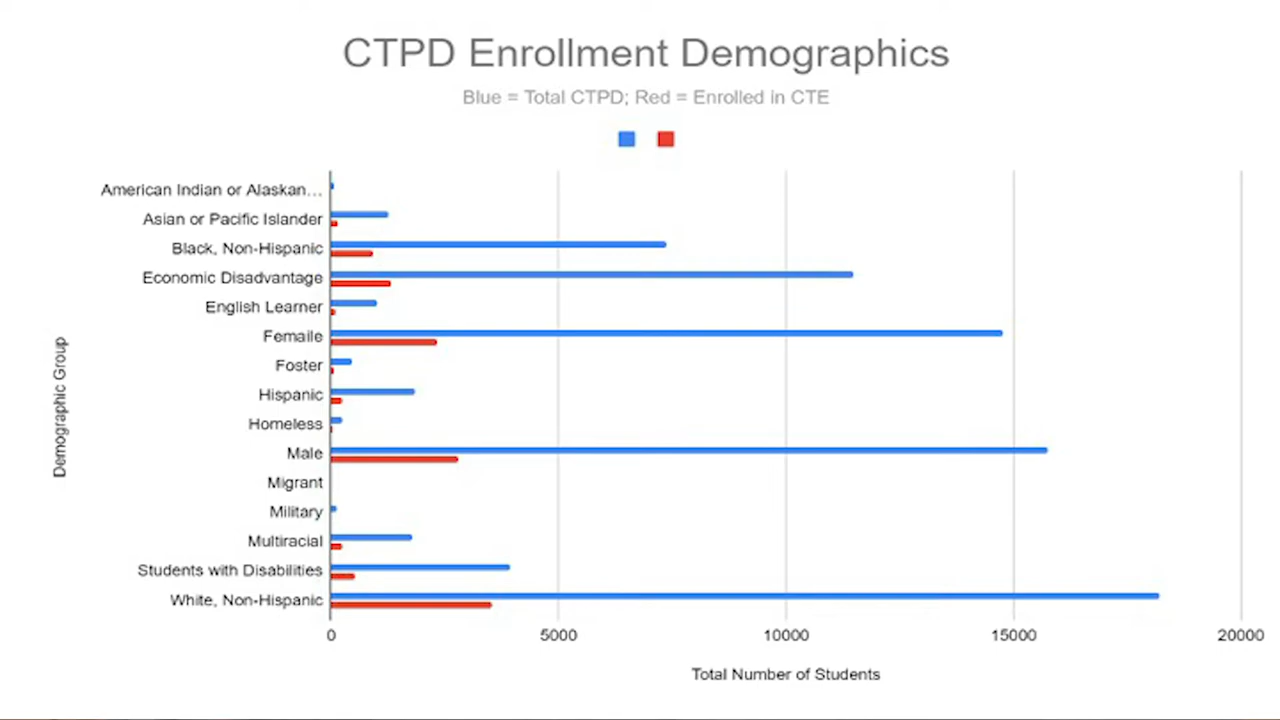 CTPD Enrollment Demographics
Blue = Total CTPD; Red = Enrolled in CTE
American Indian or Alaskan…
Asian or Pacific Islander
Black, Non-Hispanic
Economic Disadvantage
English Learner
Femaile
Foster
Hispanic
Homeless
Male
Migrant
Military
Multiracial
Students with Disabilities
White, Non-Hispanic
Demographic Group
0 5000 10000 15000 20000
Total Number of Students